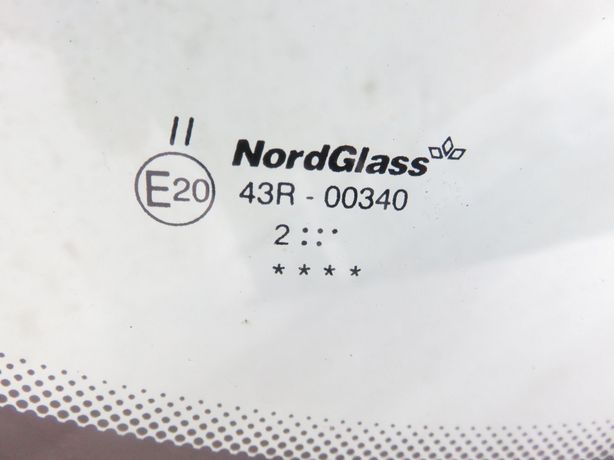 II
NordGlass
E20
43R - 00340
2 :::·
* * * *